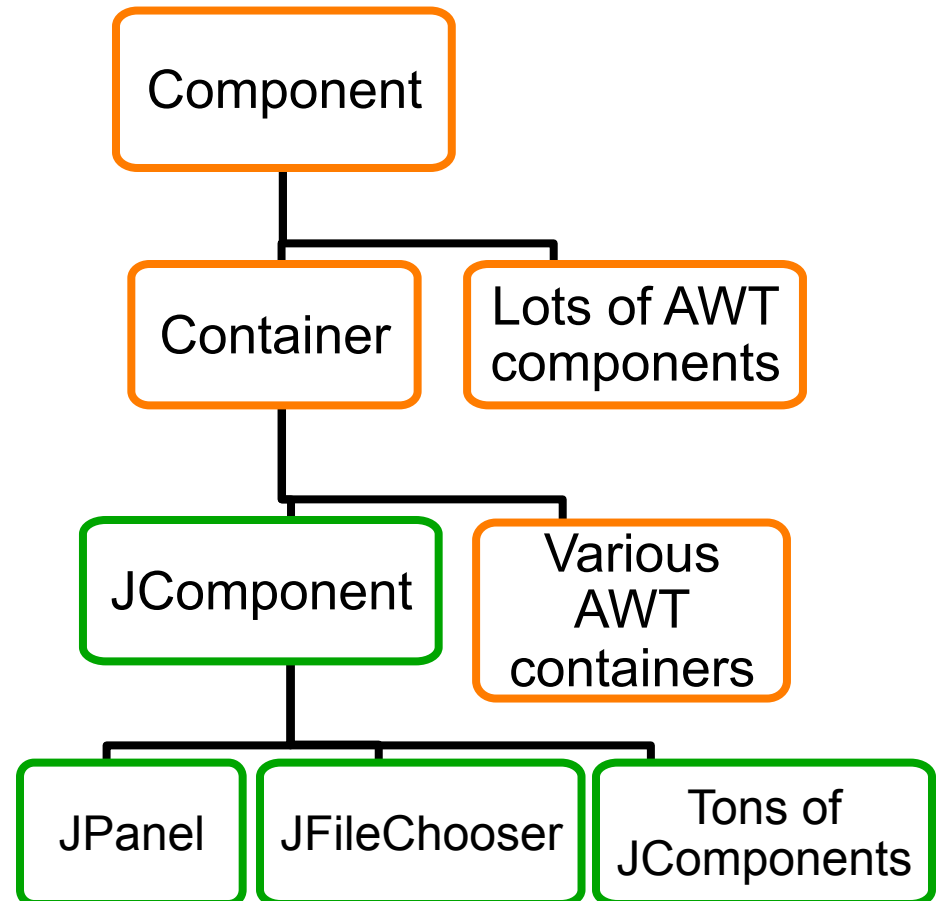 Component
Container
Lots of AWT
components
JComponent
Various
AWT
containers
JPanel
JFileChooser
Tons of
JComponents